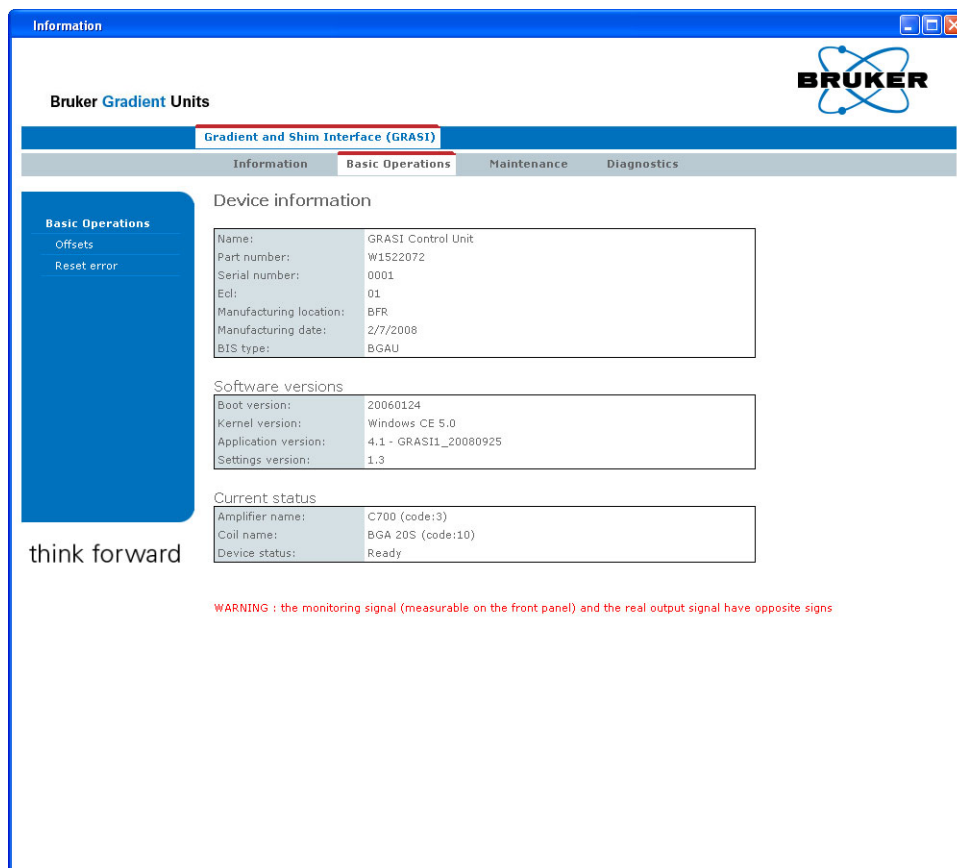 Information
BRUKER
Bruker Gradient Units
Gradient and Shim Interface (GRASI)
Information Basic Operations Maintenance Diagnostics
Basic Operations
Offsets
Reset error
think forward
Device information
Name: GRASI Control Unit
Part number: W1522072
Serial number: 0001
Ecl: 01
Manufacturing location: BFR
Manufacturing date: 2/7/2008
BIS type: BGAU
Software versions
Boot version: 20060124
Kernel version: Windows CE 5.0
Application version: 4.1 - GRASI1_20080925
Settings version: 1.3
Current status
Amplifier name: C700 (code:3)
Coil name: BGA 20S (code:10)
Device status: Ready
WARNING : the monitoring signal (measurable on the front panel) and the real output signal have opposite signs